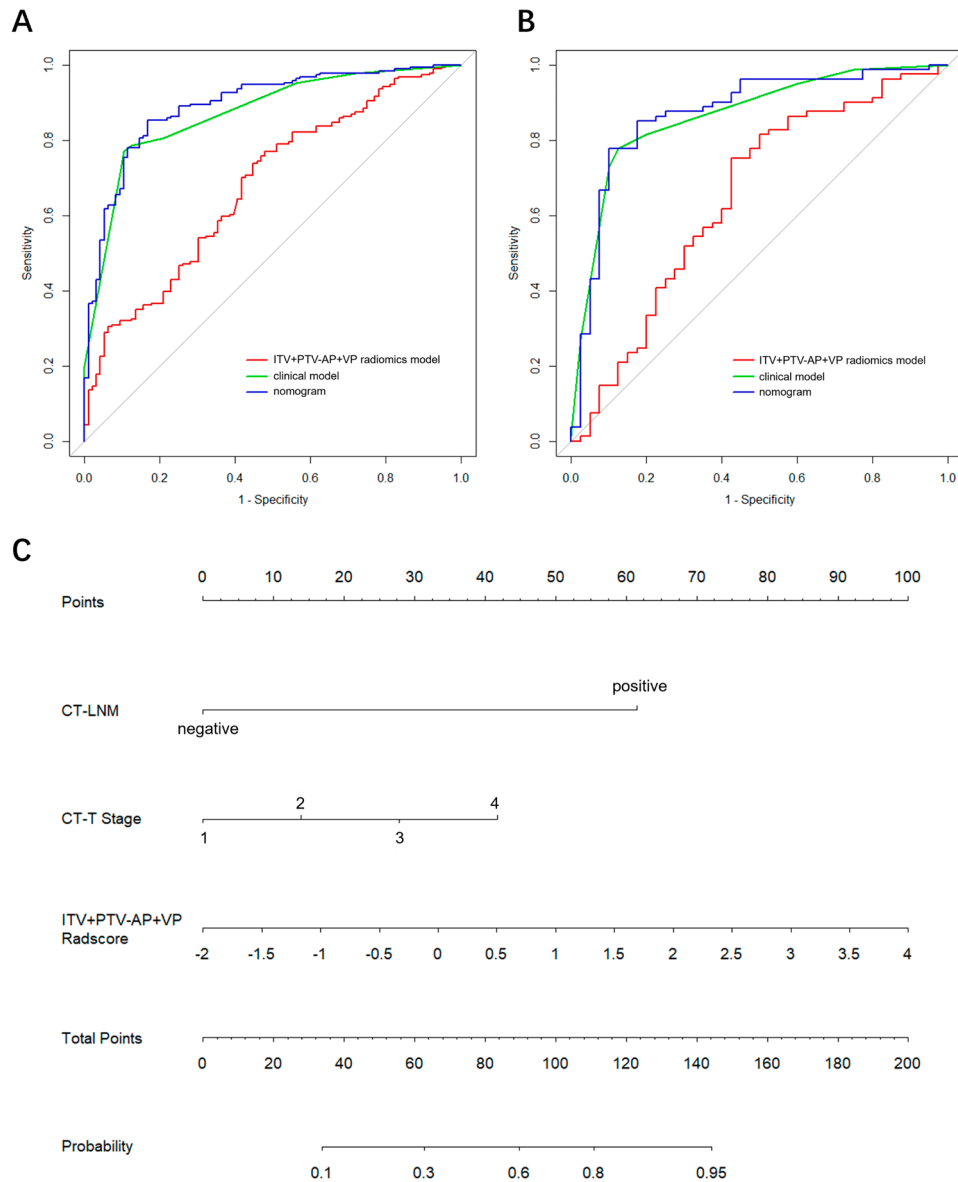 A
B
1.0
0.8
0.6
0.4
0.2
0.0
Sensitivity
ITV+PTV-AP+VP radiomics model
clinical model
nomogram
0.0 0.2 0.4 0.6 0.8 1.0
1 - Specificity
1.0
0.8
0.6
0.4
0.2
0.0
Sensitivity
ITV+PTV-AP+VP radiomics model
clinical model
nomogram
0.0 0.2 0.4 0.6 0.8 1.0
1 - Specificity
C
0 10 20 30 40 50 60 70 80 90 100
Points
positive
CT-LNM
negative
2 4
CT-T Stage
1 3
ITV+PTV-AP+VP
Radscore
-2 -1.5 -1 -0.5 0 0.5 1 1.5 2 2.5 3 3.5 4
Total Points
0 20 40 60 80 100 120 140 160 180 200
Probability
0.1 0.3 0.6 0.8 0.95